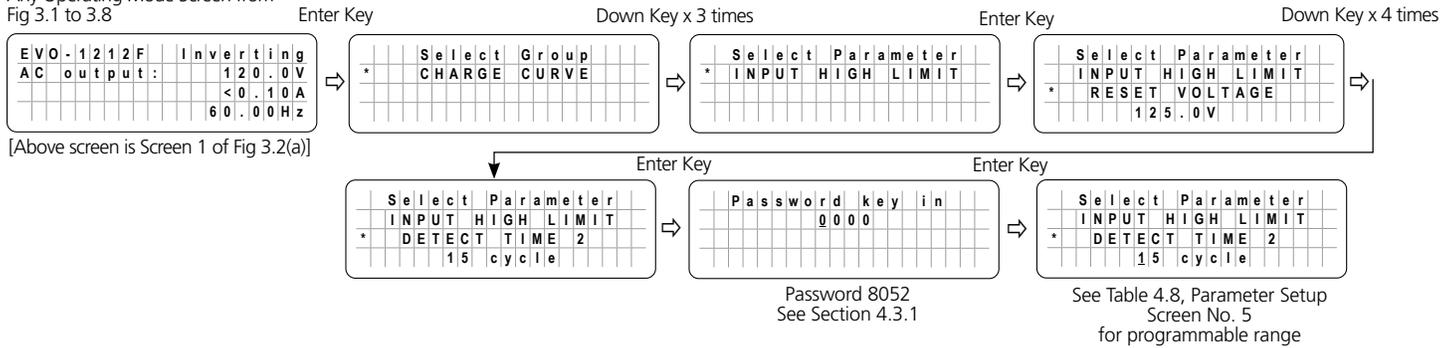 Fig 3.1 to 3.8
Enter Key
Down Key x 3 times
Enter Key
Down Key x 4 times
EVO-1212F Inverting
AC output: 120.0V
<0.10A
60.00Hz
[Above screen is Screen 1 of Fig 3.2(a)]
Select Group
* CHARGE CURVE
Select Parameter
* INPUT HIGH LIMIT
Select Parameter
INPUT HIGH LIMIT
* RESET VOLTAGE
125.0V
Enter Key
Enter Key
Select Parameter
INPUT HIGH LIMIT
* DETECT TIME 2
15 cycle
Password key in
0000
Password 8052
See Section 4.3.1
Select Parameter
INPUT HIGH LIMIT
* DETECT TIME 2
15 cycle
See Table 4.8, Parameter Setup
Screen No. 5
for programmable range